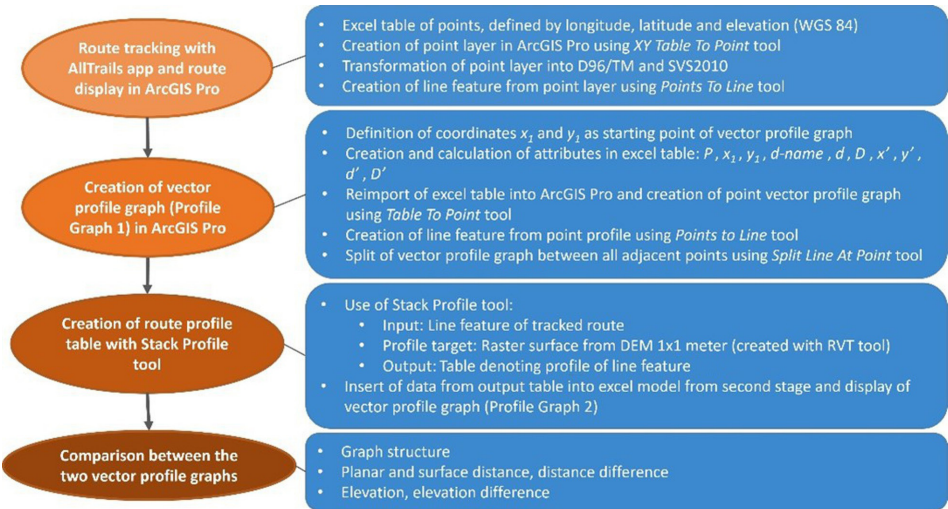 Route tracking with
AllTrails app and route
display in ArcGIS Pro
• Excel table of points, defined by longitude, latitude and elevation (WGS 84)
• Creation of point layer in ArcGIS Pro using XY Table To Point tool
• Transformation of point layer into D96/TM and SVS2010
• Creation of line feature from point layer using Points To Line tool
Creation of vector
profile graph (Profile
Graph 1) in ArcGIS Pro
• Definition of coordinates x₁ and y₁ as starting point of vector profile graph
• Creation and calculation of attributes in excel table: P , x₁ , y₁ , d-name , d , D , x’ , y’ ,
d’ , D’
• Reimport of excel table into ArcGIS Pro and creation of point vector profile graph
using Table To Point tool
• Creation of line feature from point profile using Points to Line tool
• Split of vector profile graph between all adjacent points using Split Line At Point tool
Creation of route profile
table with Stack Profile
tool
• Use of Stack Profile tool:
• Input: Line feature of tracked route
• Profile target: Raster surface from DEM 1x1 meter (created with RVT tool)
• Output: Table denoting profile of line feature
• Insert of data from output table into excel model from second stage and display of
vector profile graph (Profile Graph 2)
Comparison between the
two vector profile graphs
• Graph structure
• Planar and surface distance, distance difference
• Elevation, elevation difference